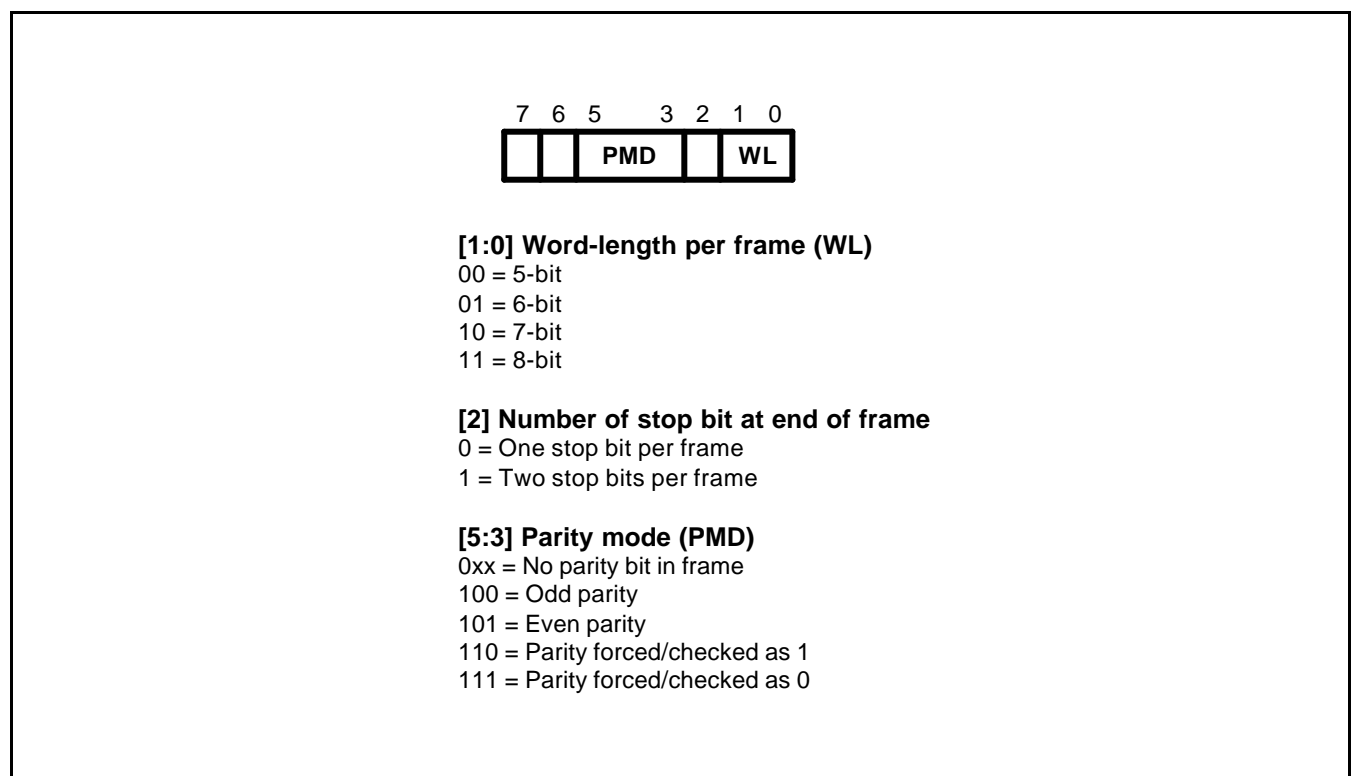 7 6 5 3 2 1 0
PMD WL
[1:0] Word-length per frame (WL)
00 = 5-bit
01 = 6-bit
10 = 7-bit
11 = 8-bit
[2] Number of stop bit at end of frame
0 = One stop bit per frame
1 = Two stop bits per frame
[5:3] Parity mode (PMD)
0xx = No parity bit in frame
100 = Odd parity
101 = Even parity
110 = Parity forced/checked as 1
111 = Parity forced/checked as 0